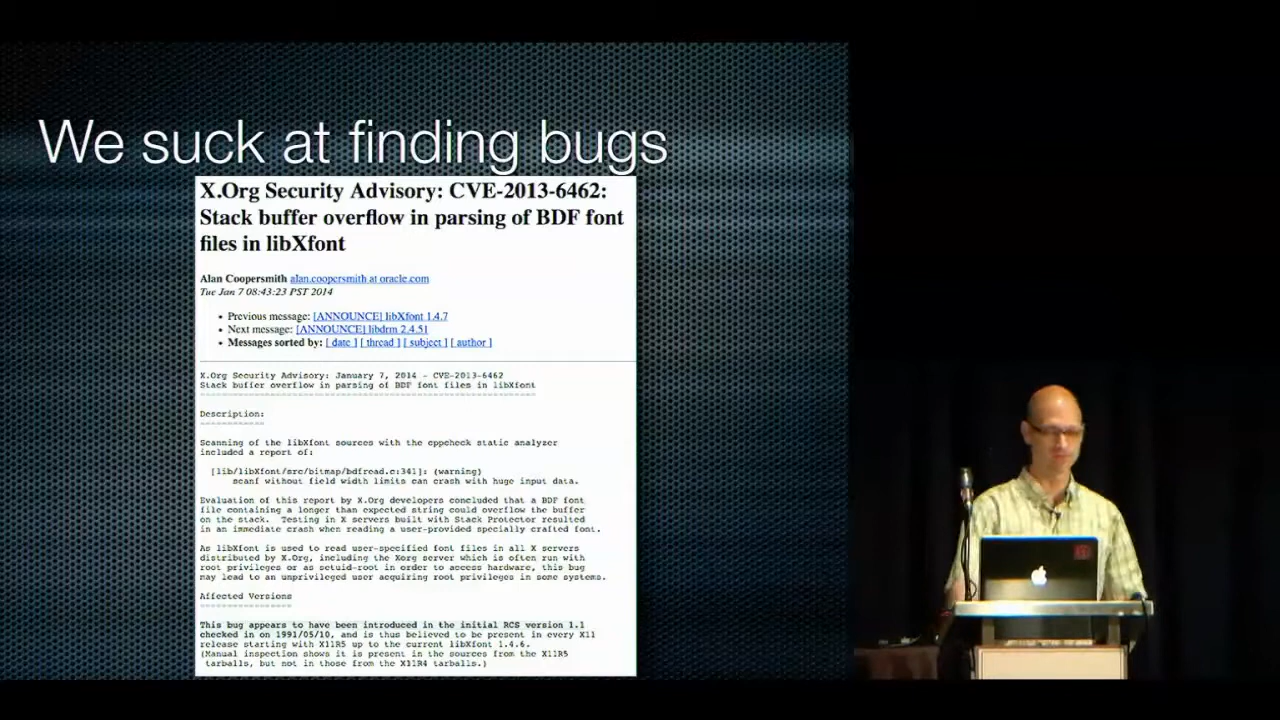 We suck at finding bugs
X.Org Security Advisory: CVE-2013-6462:
Stack buffer overflow in parsing of BDF font
files in libXfont
Alan Coopersmith alan.coopersmith at oracle.com
Tue Jan 7 08:43:23 PST 2014
• Previous message: [ANNOUNCE] libXfont 1.4.7
• Next message: [ANNOUNCE] libdrm 2.4.51
• Messages sorted by: [ date ] [ thread ] [ subject ] [ author ]
X.Org Security Advisory: January 7, 2014 - CVE-2013-6462
Stack buffer overflow in parsing of BDF font files in libXfont
Description:
Scanning of the libXfont sources with the cppcheck static analyzer
included a report of:
[lib/libXfont/src/bitmap/bdfread.c:341]: (warning)
scanf without field width limits can crash with huge input data.
Evaluation of this report by X.Org developers concluded that a BDF font
file containing a longer than expected string could overflow the buffer
on the stack. Testing in X servers built with Stack Protector resulted
in an immediate crash when reading a user-provided specially crafted font.
As libXfont is used to read user-specified font files in all X servers
distributed by X.Org, including the Xorg server which is often run with
root privileges or as setuid-root in order to access hardware, this bug
may lead to an unprivileged user acquiring root privileges in some systems.
Affected Versions
This bug appears to have been introduced in the initial RCS version 1.1
checked in on 1991/05/10, and is thus believed to be present in every X11
release starting with X11R5 up to the current libXfont 1.4.6.
(Manual inspection shows it is present in the sources from the X11R5
tarballs, but not in those from the X11R4 tarballs.)